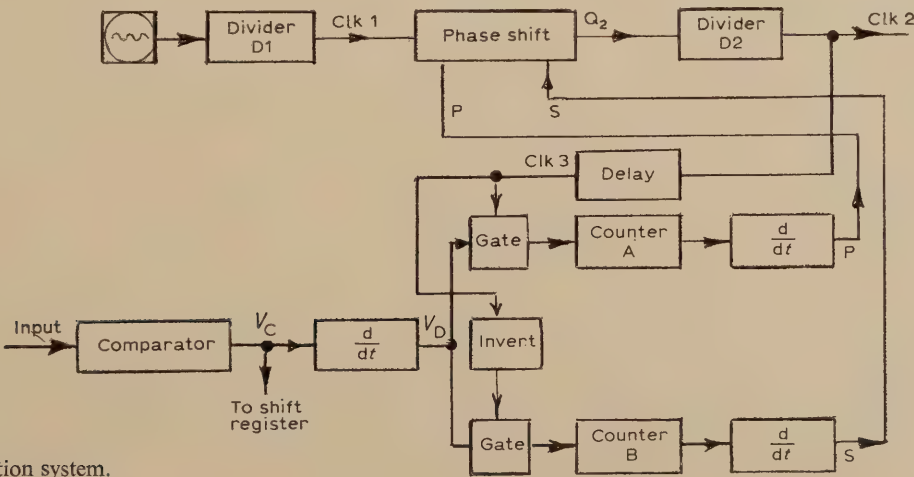 Divider
D1
Clk 1
Phase shift
Q2
Divider
D2
Clk 2
P
S
Clk 3
Delay
Gate
Counter
A
d
dt
P
Input
Comparator
VC
d
dt
VD
Invert
To shift
register
Gate
Counter
B
d
dt
S
tion system.